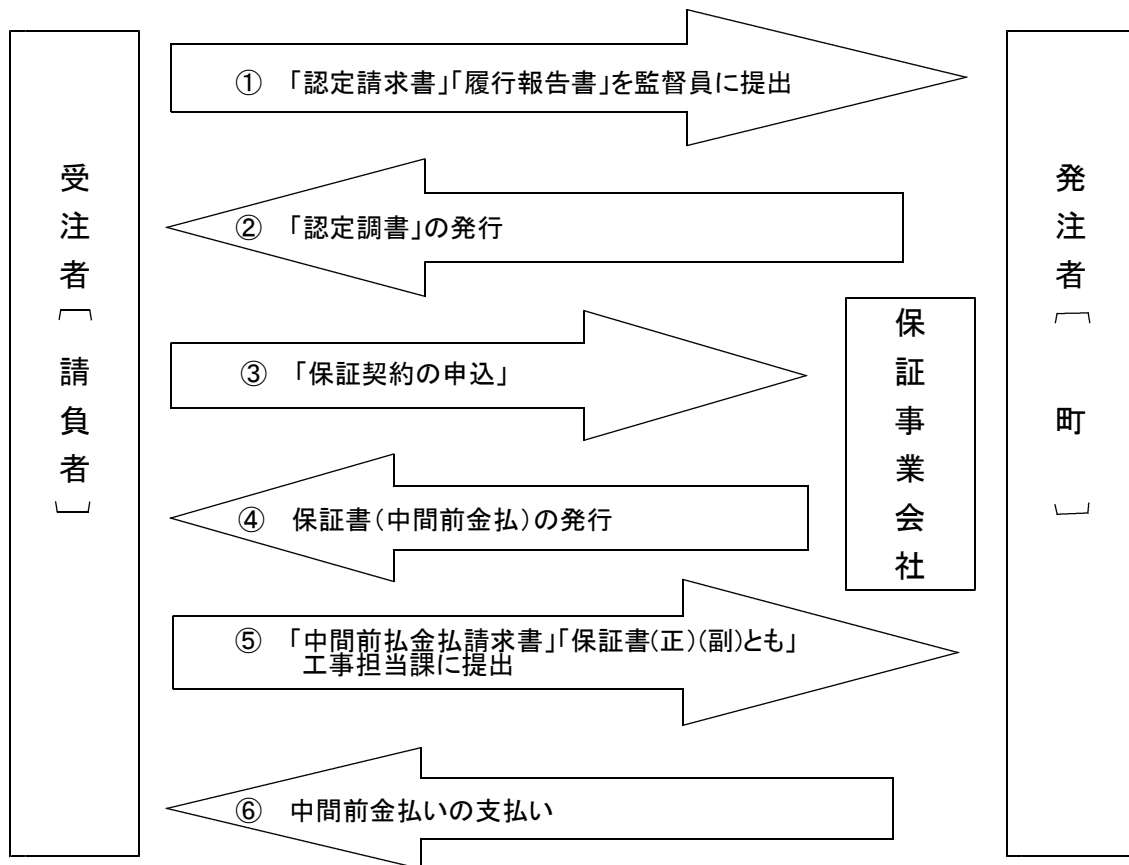 受注者〔請負者〕
① 「認定請求書」「履行報告書」を監督員に提出
② 「認定調書」の発行
③ 「保証契約の申込」
④ 保証書(中間前金払)の発行
⑤ 「中間前払金払請求書」「保証書(正)(副)とも」
工事担当課に提出
⑥ 中間前金払いの支払い
保証事業会社
発注者〔 町 〕